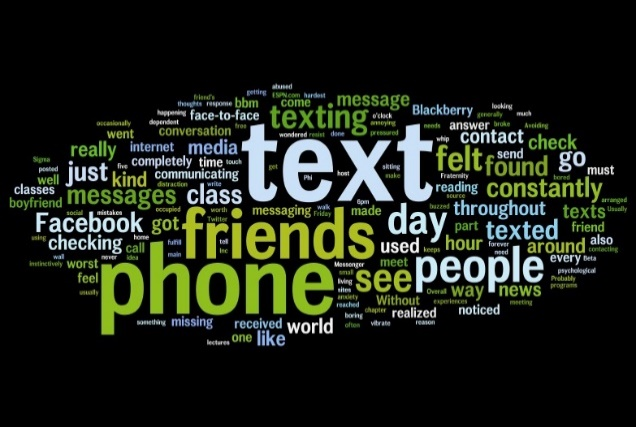 abused
getting ESPN.com hardest
friend's
thoughts response bbm come message looking
happening face-to-face texting o'clock Blackberry generally much
occasionally dependent free annoying needs answer broke Avoiding
went conversation wondered resist done pressured whip contact check
really internet media text felt found go
Sigma five completely time touch get sitting send bored must
posted just kind communicating Phi host make Fraternity reading constantly
well distraction write source
classes messages class 6pm throughout texts Usually
boyfriend social mistakes occupied worth messaging walk made day part texted friend
Facebook got Twitter Friday
using checking home friends used keeps hour forever around also
wall call fulfill tell need contacting
instinctively worst never idea main Inc Messenger meet see people every Beta
feel phone small psychological
usually living Overall way news Probably
sites Without programs
anxiety experiences meeting
reached chapter realized noticed
something missing received world boring
often vibrate reason
lectures one like